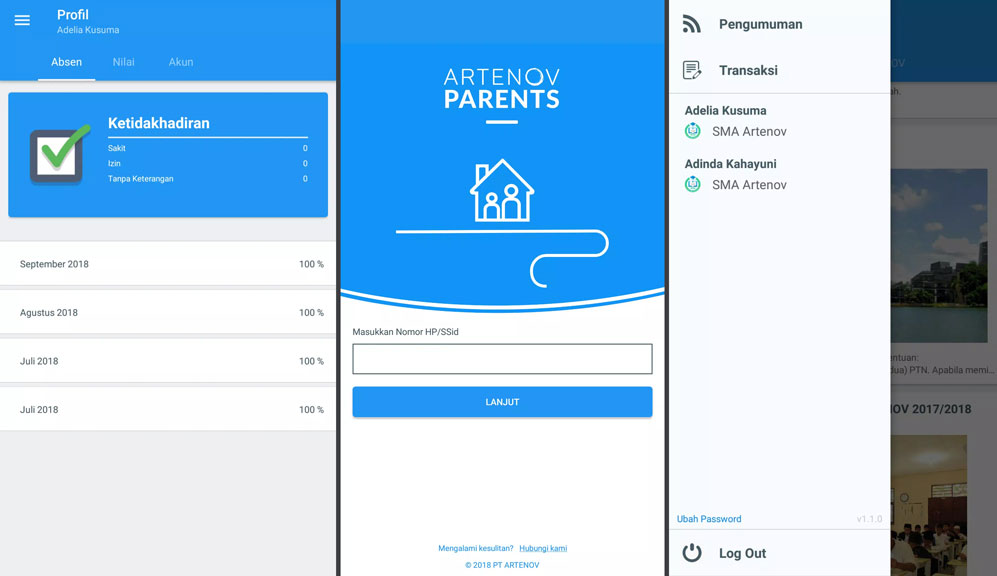 Profil
Adelia Kusuma
Absen Nilai Akun
Ketidakhadiran
Sakit 0
Izin 0
Tanpa Keterangan 0
September 2018 100 %
Agustus 2018 100 %
Juli 2018 100 %
Juli 2018 100 %
ARTENOV
PARENTS
Masukkan Nomor HP/SSid
LANJUT
Mengalami kesulitan? Hubungi kami
© 2018 PT ARTENOV
Pengumuman
Transaksi
Adelia Kusuma
SMA Artenov
Adinda Kahayuni
SMA Artenov
Ubah Password v1.1.0
Log Out
OV
ah.
entuan:
dua) PTN. Apabila memi...
IOV 2017/2018